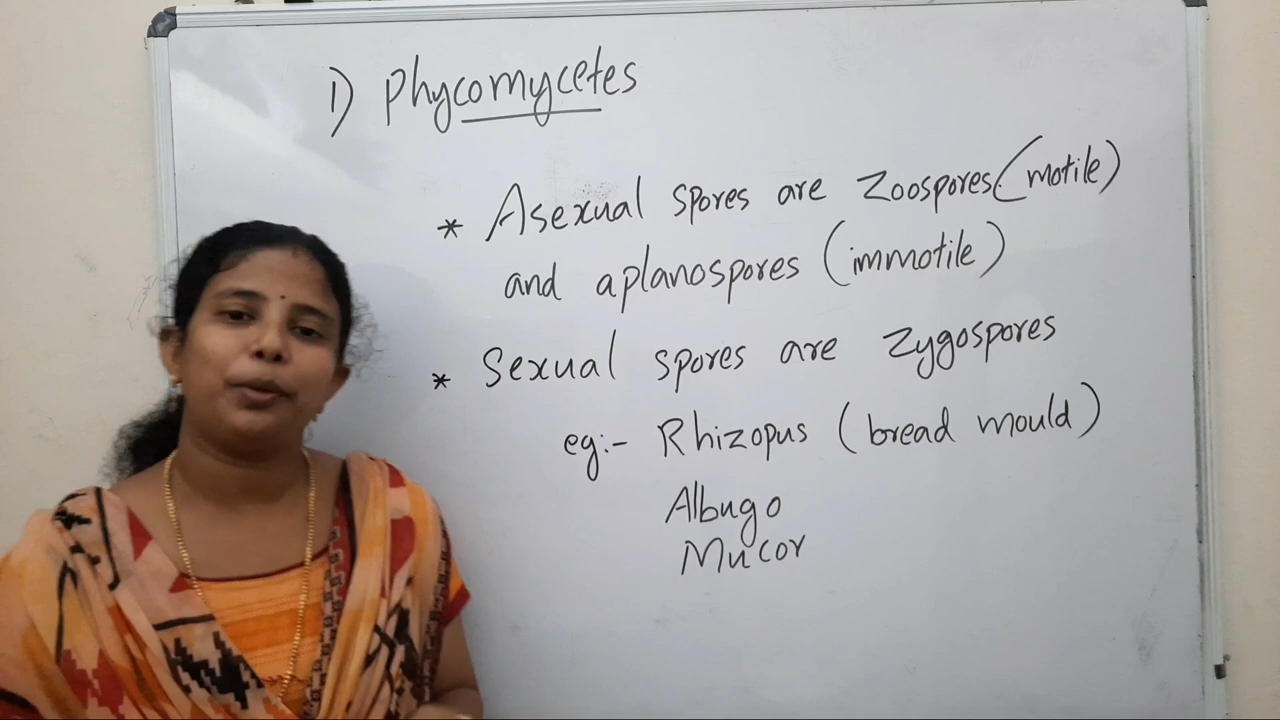 1) Phycomycetes
* Asexual spores are Zoospores (motile)
and aplanospores (immotile)
* Sexual spores are Zygospores
eg:- Rhizopus (bread mould)
Albugo
Mucor